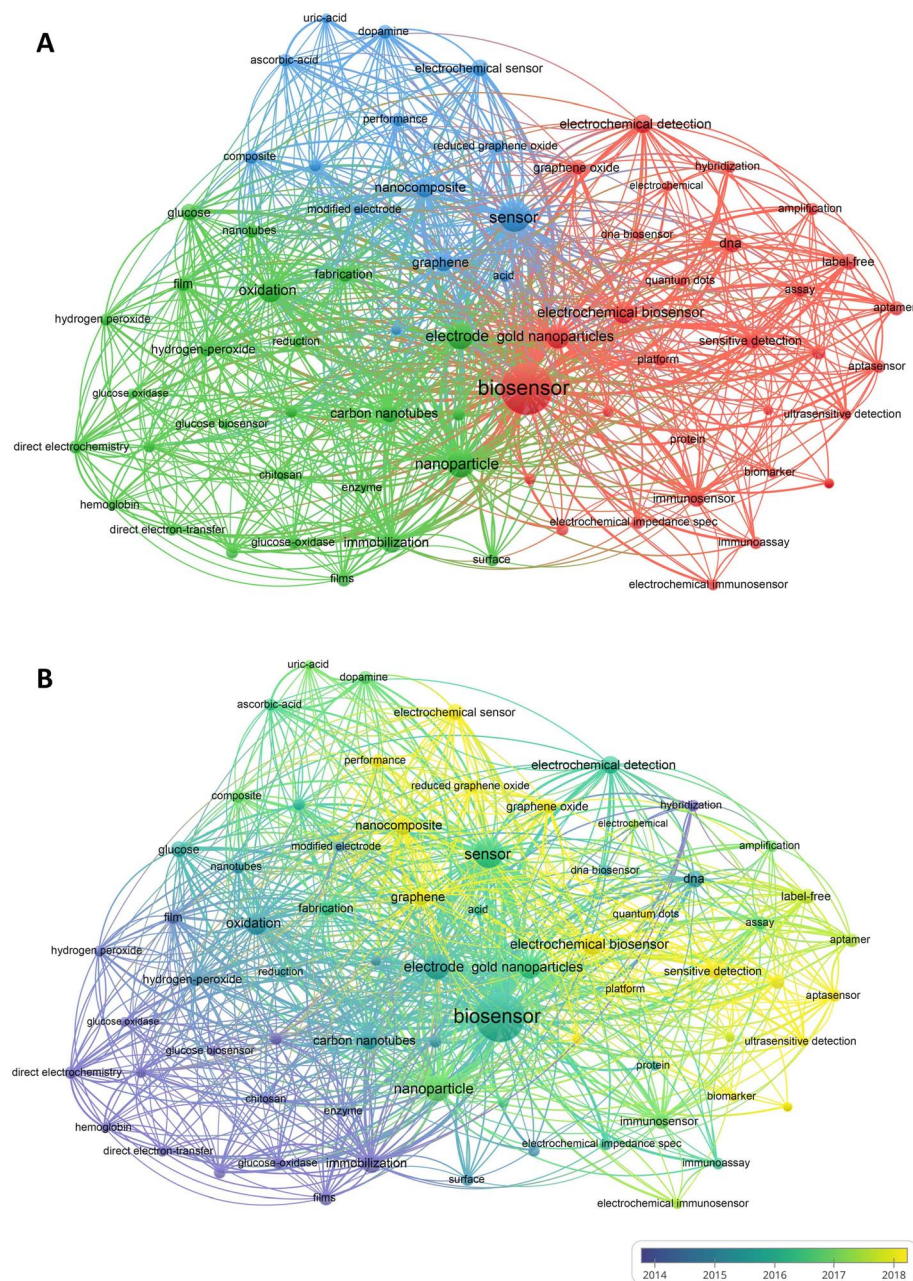 A
uric-acid
dopamine
ascorbic-acid
electrochemical sensor
performance
electrochemical detection
reduced graphene oxide
composite
graphene oxide
hybridization
nanocomposite
electrochemical
modified electrode
amplification
glucose
sensor
nanotubes
dna biosensor
dna
graphene
label-free
fabrication
acid
quantum dots
film
oxidation
assay
aptamer
hydrogen peroxide
electrochemical biosensor
electrode
gold nanoparticles
reduction
sensitive detection
hydrogen-peroxide
platform
aptasensor
glucose oxidase
biosensor
carbon nanotubes
ultrasensitive detection
glucose biosensor
direct electrochemistry
protein
nanoparticle
chitosan
biomarker
enzyme
immunosensor
hemoglobin
electrochemical impedance spec
direct electron-transfer
glucose-oxidase
immobilization
immunoassay
surface
films
electrochemical immunosensor
B
uric-acid
dopamine
ascorbic-acid
electrochemical sensor
performance
electrochemical detection
reduced graphene oxide
composite
graphene oxide
hybridization
nanocomposite
electrochemical
modified electrode
amplification
glucose
sensor
nanotubes
dna biosensor
dna
graphene
label-free
fabrication
acid
quantum dots
film
oxidation
assay
aptamer
hydrogen peroxide
electrochemical biosensor
electrode
gold nanoparticles
reduction
sensitive detection
hydrogen-peroxide
platform
aptasensor
glucose oxidase
biosensor
carbon nanotubes
ultrasensitive detection
glucose biosensor
direct electrochemistry
protein
nanoparticle
chitosan
biomarker
enzyme
immunosensor
hemoglobin
electrochemical impedance spec
direct electron-transfer
glucose-oxidase
immobilization
immunoassay
surface
films
electrochemical immunosensor
2014 2015 2016 2017 2018